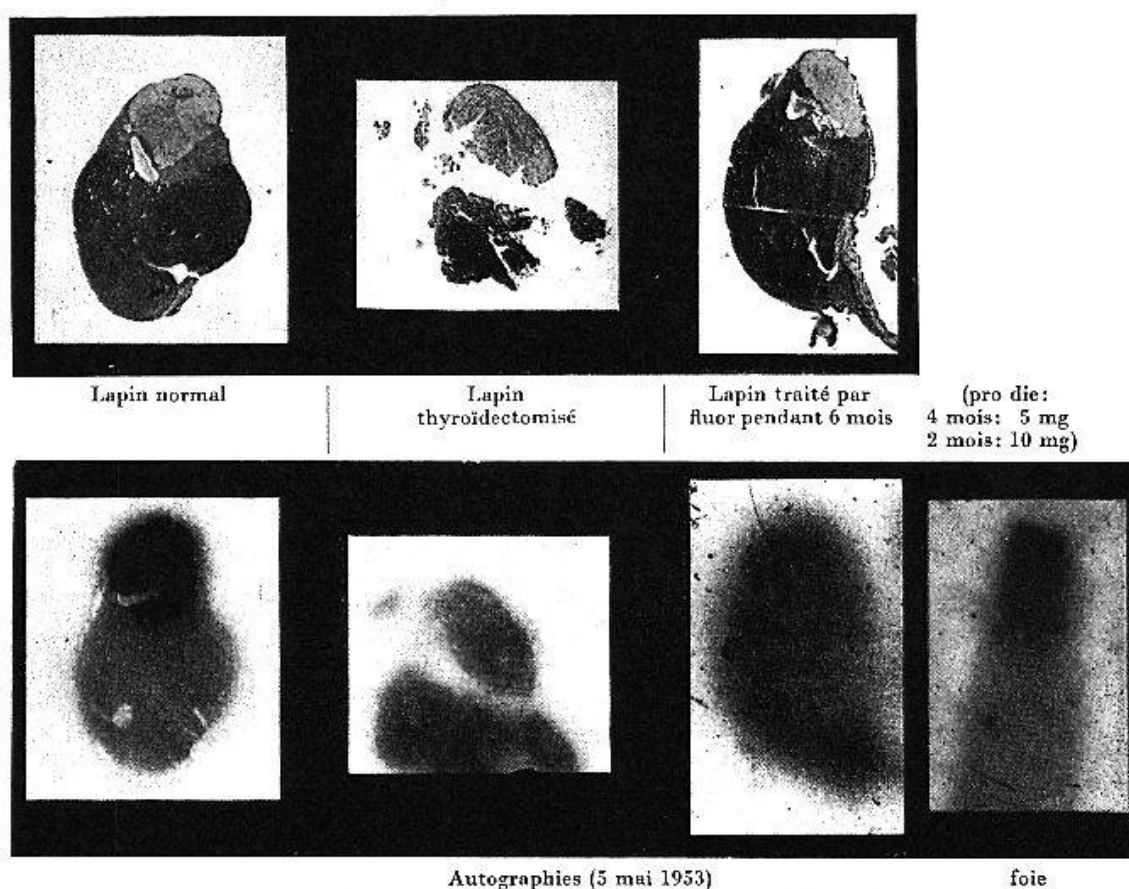 Lapin normal
Lapin
thyroïdectomisé
Lapin traité par
fluor pendant 6 mois
(pro die:
4 mois: 5 mg
2 mois: 10 mg)
Autographies (5 mai 1953)
foie